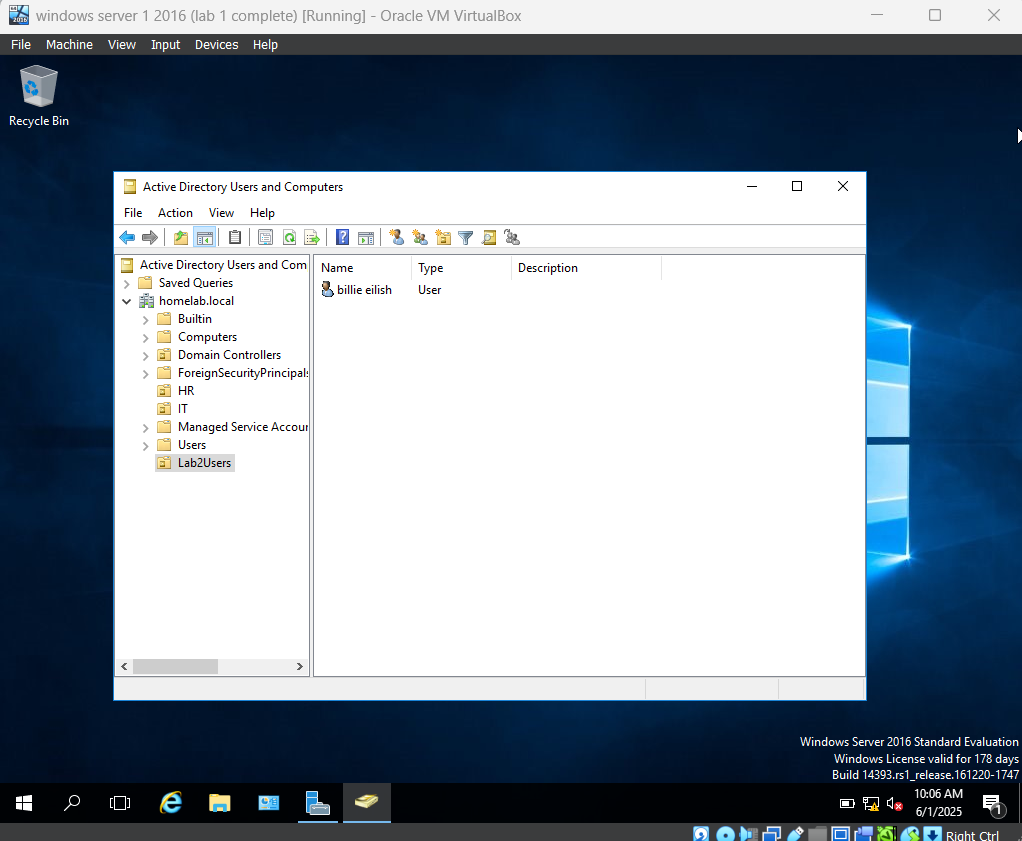 windows server 1 2016 (lab 1 complete) [Running] - Oracle VM VirtualBox
File Machine View Input Devices Help
Recycle Bin
Active Directory Users and Computers
File Action View Help
Active Directory Users and Com
Saved Queries
homelab.local
Builtin
Computers
Domain Controllers
ForeignSecurityPrincipals
HR
IT
Managed Service Accour
Users
Lab2Users
Name Type Description
billie eilish User
Windows Server 2016 Standard Evaluation
Windows License valid for 178 days
Build 14393.rs1_release.161220-1747
10:06 AM
6/1/2025
1
Right Ctrl